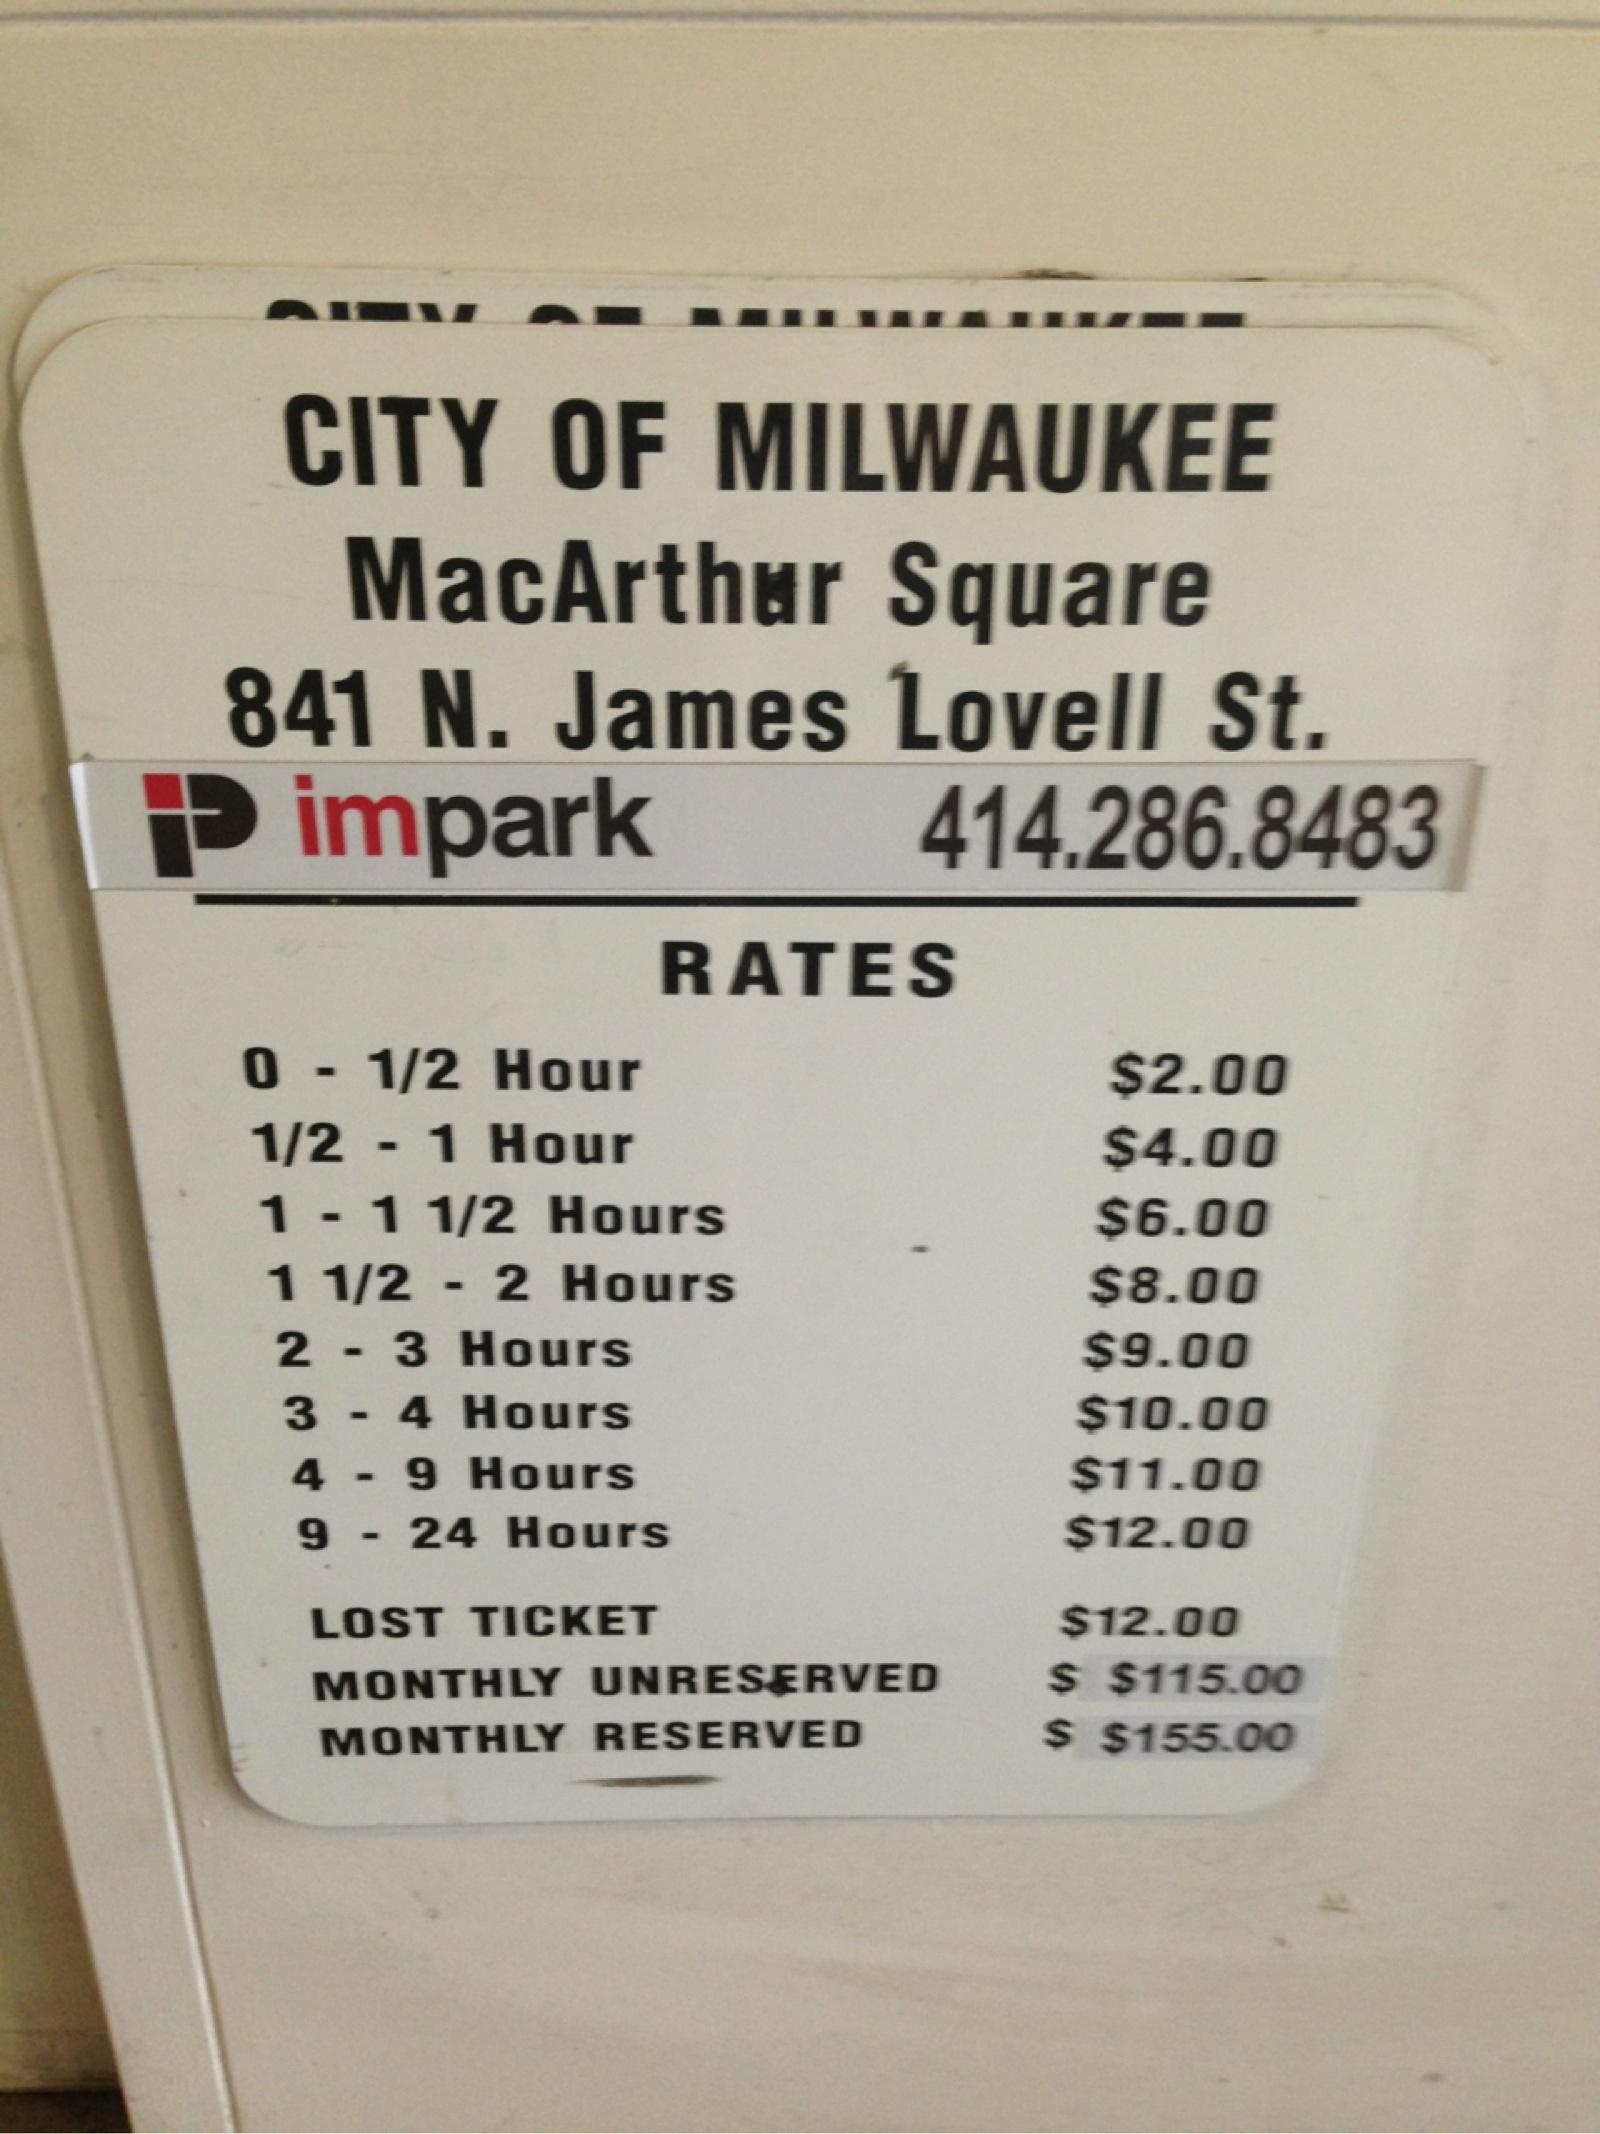 CITY OF MILWAUKEE
CITY OF MILWAUKEE
MacArthur Square
841 N. James Lovell St.
impark 414.286.8483
RATES
0 - 1/2 Hour $2.00
1/2 - 1 Hour $4.00
1 - 1 1/2 Hours $6.00
1 1/2 - 2 Hours $8.00
2 - 3 Hours $9.00
3 - 4 Hours $10.00
4 - 9 Hours $11.00
9 - 24 Hours $12.00
LOST TICKET $12.00
MONTHLY UNRESERVED $ $115.00
MONTHLY RESERVED $ $155.00